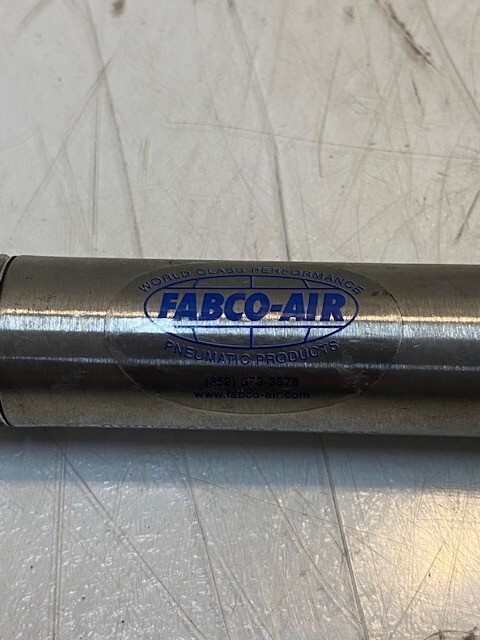 WORLD CLASS PERFORMANCE
FABCO-AIR
PNEUMATIC PRODUCTS
(352) 373-3578
www.fabco-air.com